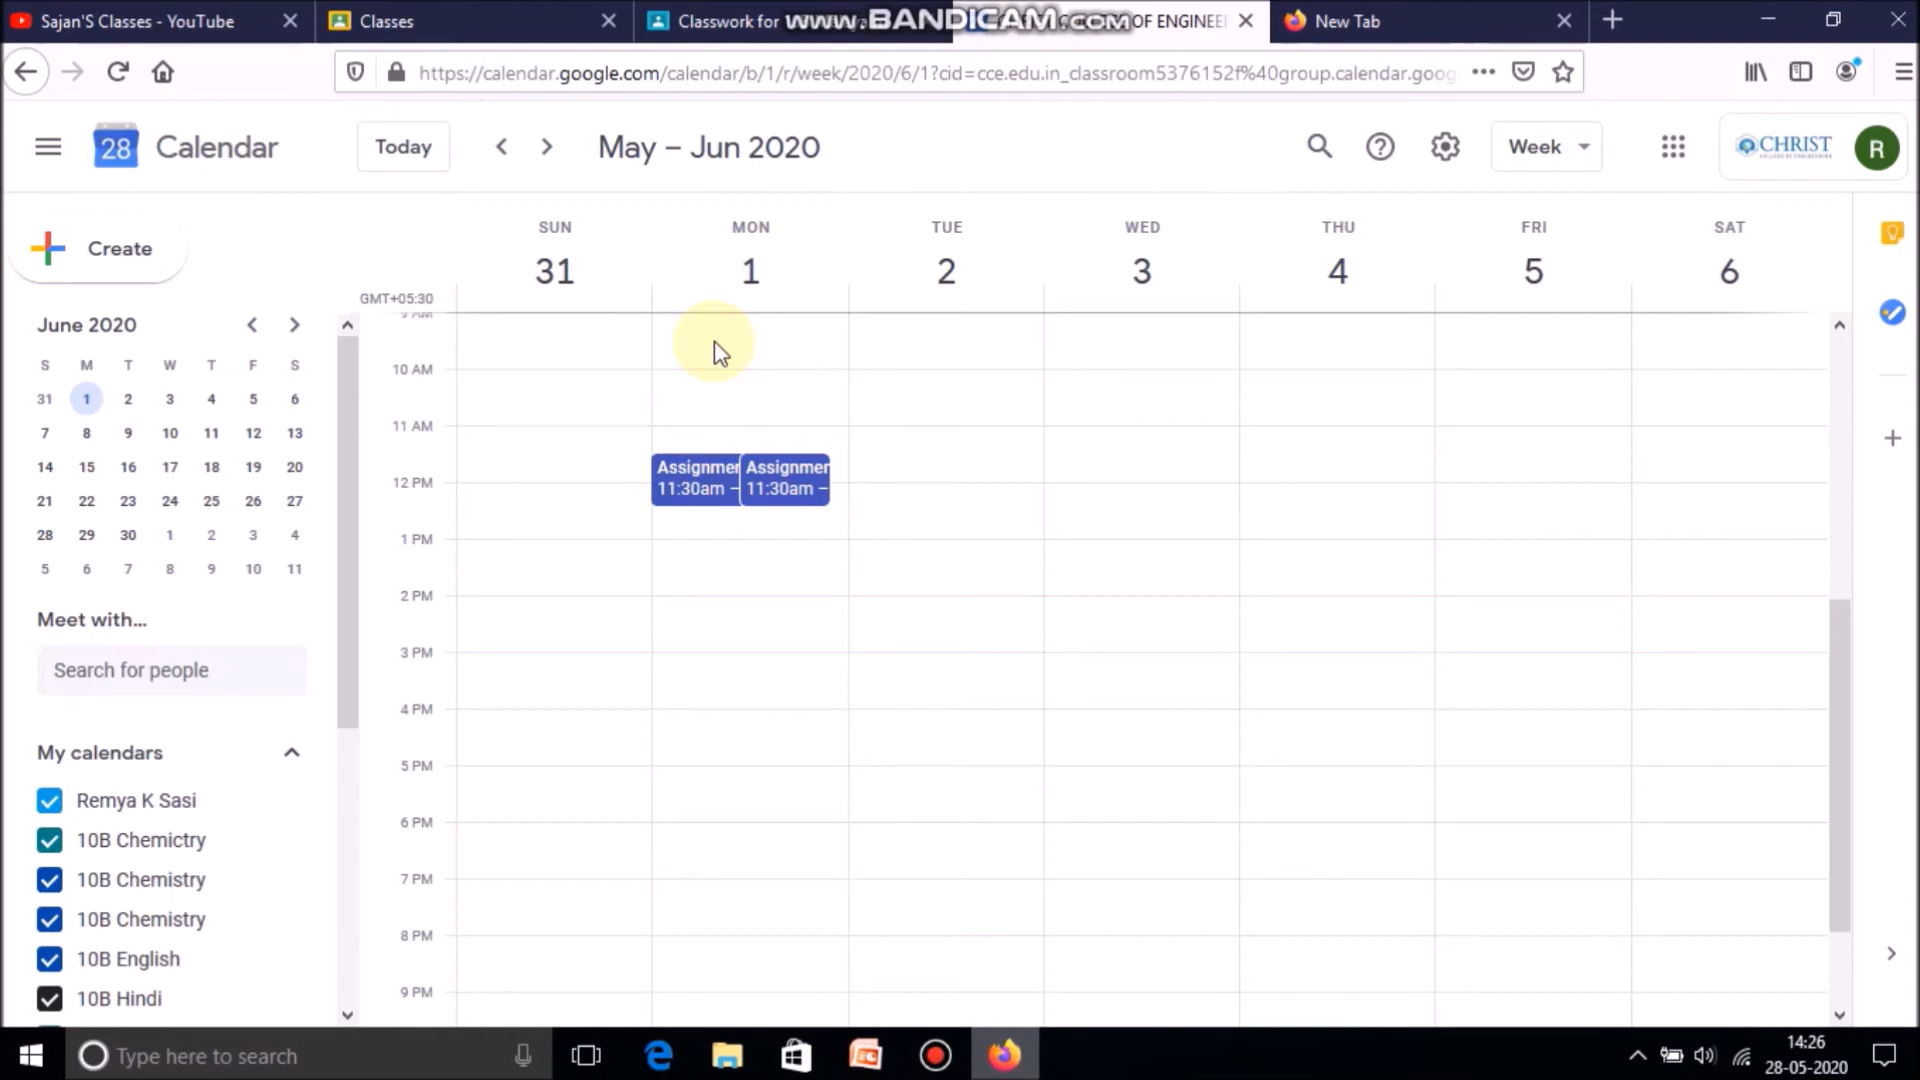 Sajan'S Classes - YouTube
Classes
Classwork for
www.BANDICAM.com
OF ENGINEE
New Tab
https://calendar.google.com/calendar/b/1/r/week/2020/6/1?cid=cce.edu.in_classroom5376152f%40group.calendar.goog
28 Calendar
Today
May – Jun 2020
Week
CHRIST
R
Create
SUN MON TUE WED THU FRI SAT
31 1 2 3 4 5 6
GMT+05:30
June 2020
S M T W T F S
31 1 2 3 4 5 6
7 8 9 10 11 12 13
14 15 16 17 18 19 20
21 22 23 24 25 26 27
28 29 30 1 2 3 4
5 6 7 8 9 10 11
Meet with...
Search for people
My calendars
Remya K Sasi
10B Chemictry
10B Chemistry
10B Chemistry
10B English
10B Hindi
9 AM
10 AM
11 AM
12 PM
1 PM
2 PM
3 PM
4 PM
5 PM
6 PM
7 PM
8 PM
9 PM
Assignmer
11:30am –
Assignmer
11:30am –
Type here to search
14:26
28-05-2020